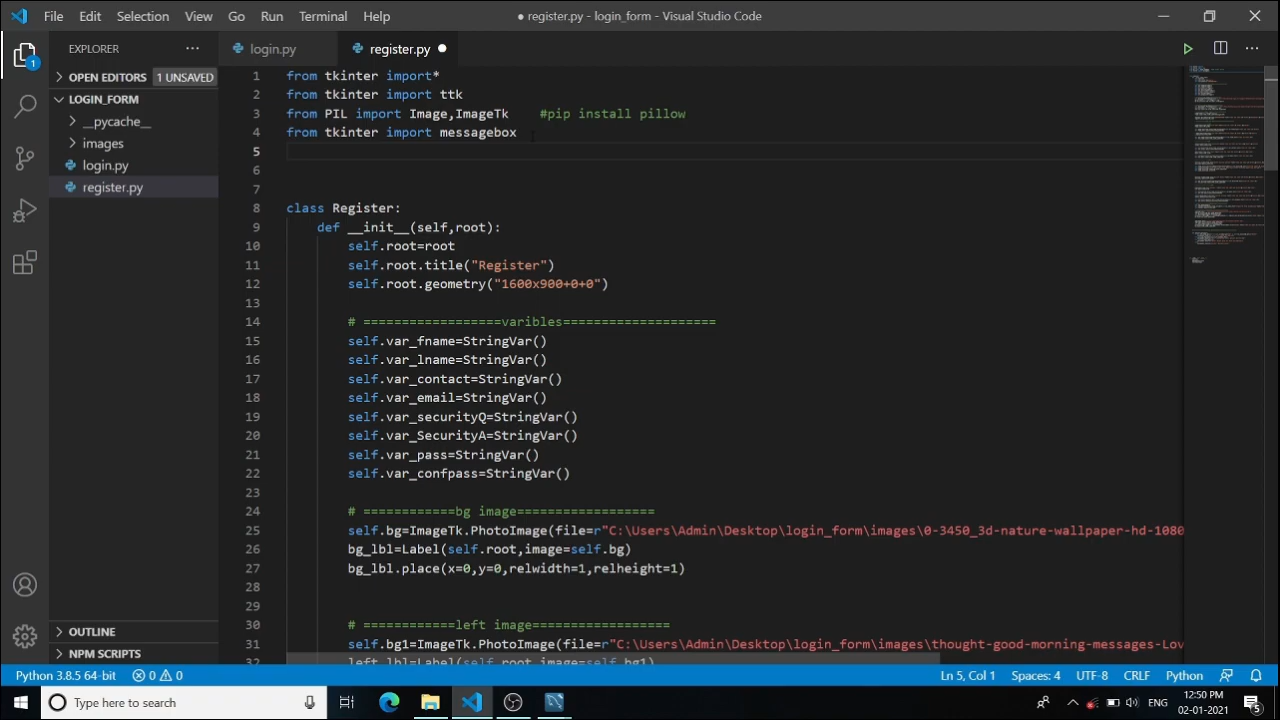 File Edit Selection View Go Run Terminal Help
● register.py - login_form - Visual Studio Code
EXPLORER
OPEN EDITORS 1 UNSAVED
LOGIN_FORM
__pycache__
images
login.py
register.py
OUTLINE
NPM SCRIPTS
login.py register.py
1 from tkinter import*
2 from tkinter import ttk
3 from PIL import Image,ImageTk    #pip install pillow
4 from tkinter import messagebox
5
6
7
8 class Register:
9     def __init__(self,root):
10         self.root=root
11         self.root.title("Register")
12         self.root.geometry("1600x900+0+0")
13
14         # ==================varibles====================
15         self.var_fname=StringVar()
16         self.var_lname=StringVar()
17         self.var_contact=StringVar()
18         self.var_email=StringVar()
19         self.var_securityQ=StringVar()
20         self.var_SecurityA=StringVar()
21         self.var_pass=StringVar()
22         self.var_confpass=StringVar()
23
24         # ============bg image==================
25         self.bg=ImageTk.PhotoImage(file=r"C:\Users\Admin\Desktop\login_form\images\0-3450_3d-nature-wallpaper-hd-1080
26         bg_lbl=Label(self.root,image=self.bg)
27         bg_lbl.place(x=0,y=0,relwidth=1,relheight=1)
28
29
30         # ============left image==================
31         self.bg1=ImageTk.PhotoImage(file=r"C:\Users\Admin\Desktop\login_form\images\thought-good-morning-messages-Lov
32         left_lbl=Label(self.root,image=self.bg1)
Python 3.8.5 64-bit 0 0 Ln 5, Col 1 Spaces: 4 UTF-8 CRLF Python
Type here to search
ENG
12:50 PM
02-01-2021
5
1